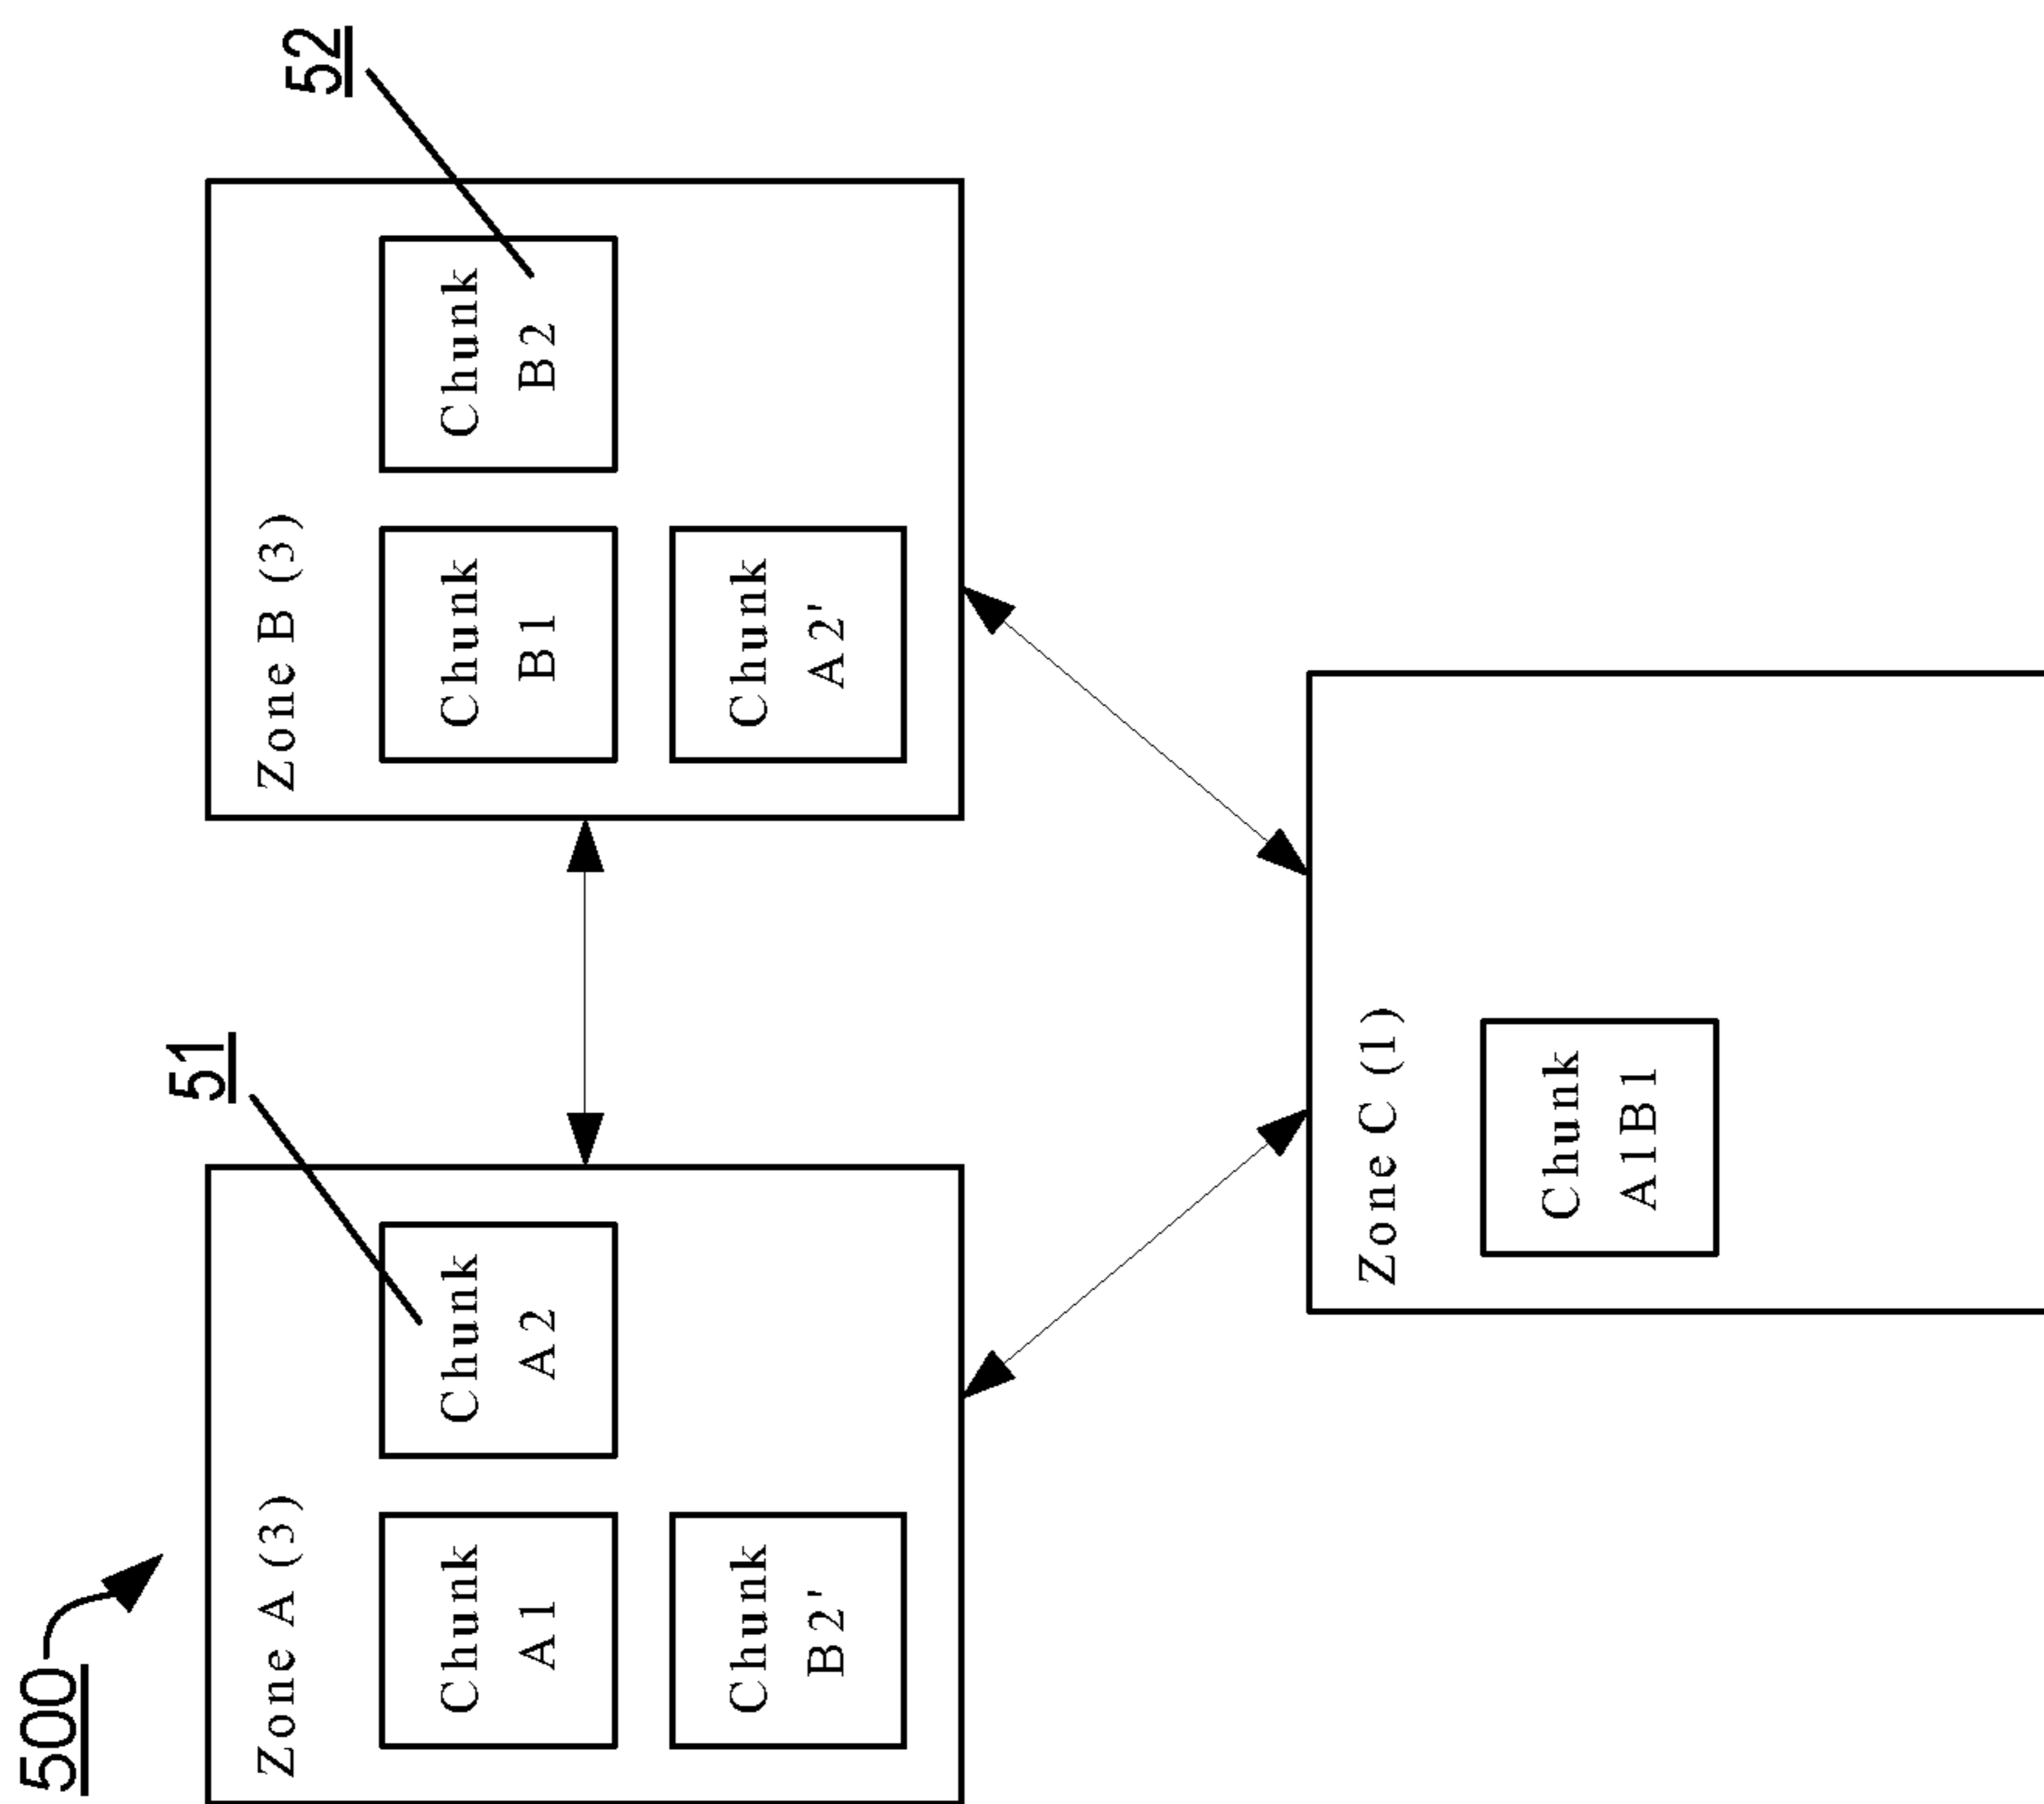 500
51
52
Zone A (3)
Chunk
A1
Chunk
A2
Chunk
B2'
Zone B (3)
Chunk
B1
Chunk
B2
Chunk
A2'
Zone C (1)
Chunk
A1B1